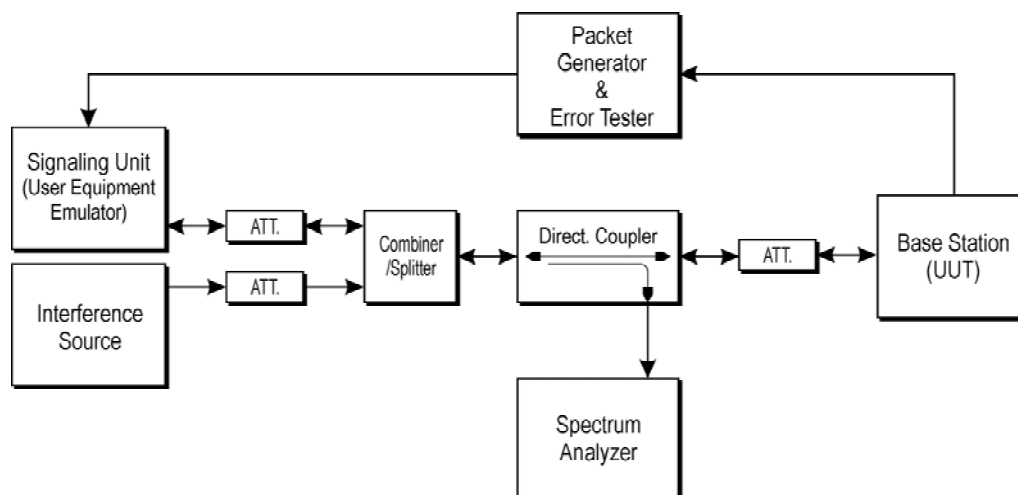 Packet
Generator
&
Error Tester
Signaling Unit
(User Equipment
Emulator)
ATT.
Combiner
/Splitter
Direct. Coupler
ATT.
Base Station
(UUT)
ATT.
Interference
Source
Spectrum
Analyzer